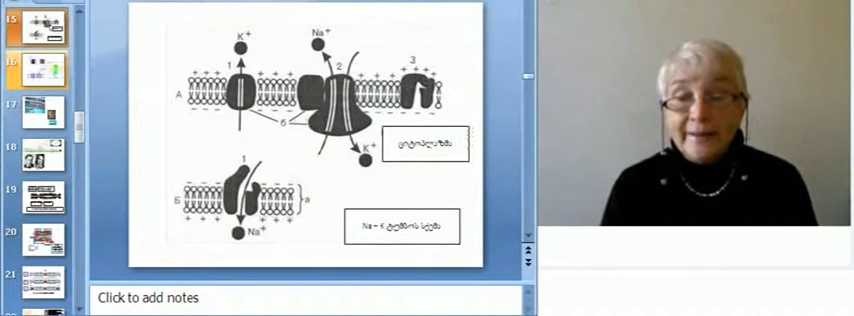 15
16
17
18
19
20
21
K+
Na+
1
2
3
+ + + +
А
б
K+
ციტოპლაზმა
1
Б
а
Na+
Na – K ტუმბოს სქემა
Click to add notes